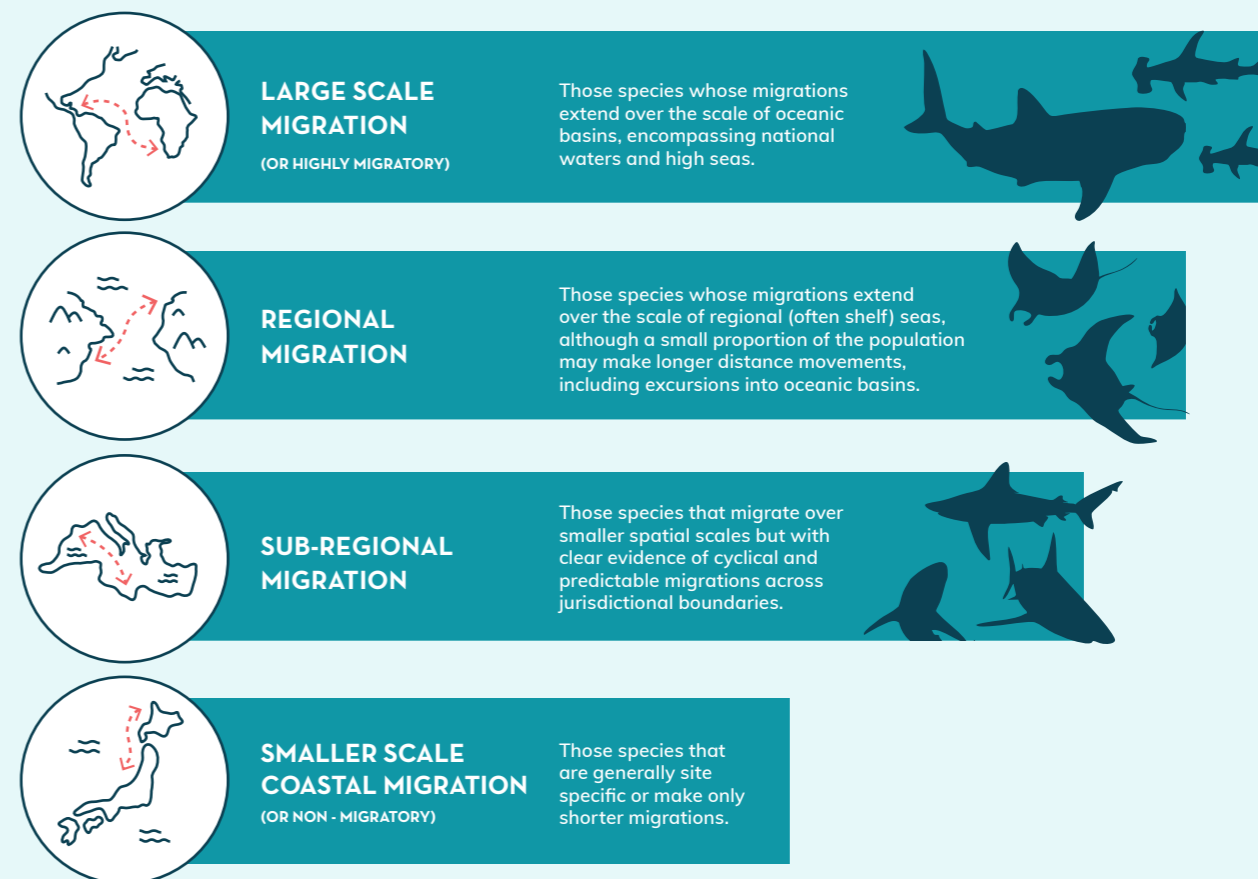 LARGE SCALE
MIGRATION
(OR HIGHLY MIGRATORY)
Those species whose migrations
extend over the scale of oceanic
basins, encompassing national
waters and high seas.
REGIONAL
MIGRATION
Those species whose migrations extend
over the scale of regional (often shelf) seas,
although a small proportion of the population
may make longer distance movements,
including excursions into oceanic basins.
SUB-REGIONAL
MIGRATION
Those species that migrate over
smaller spatial scales but with
clear evidence of cyclical and
predictable migrations across
jurisdictional boundaries.
SMALLER SCALE
COASTAL MIGRATION
(OR NON - MIGRATORY)
Those species that
are generally site
specific or make only
shorter migrations.